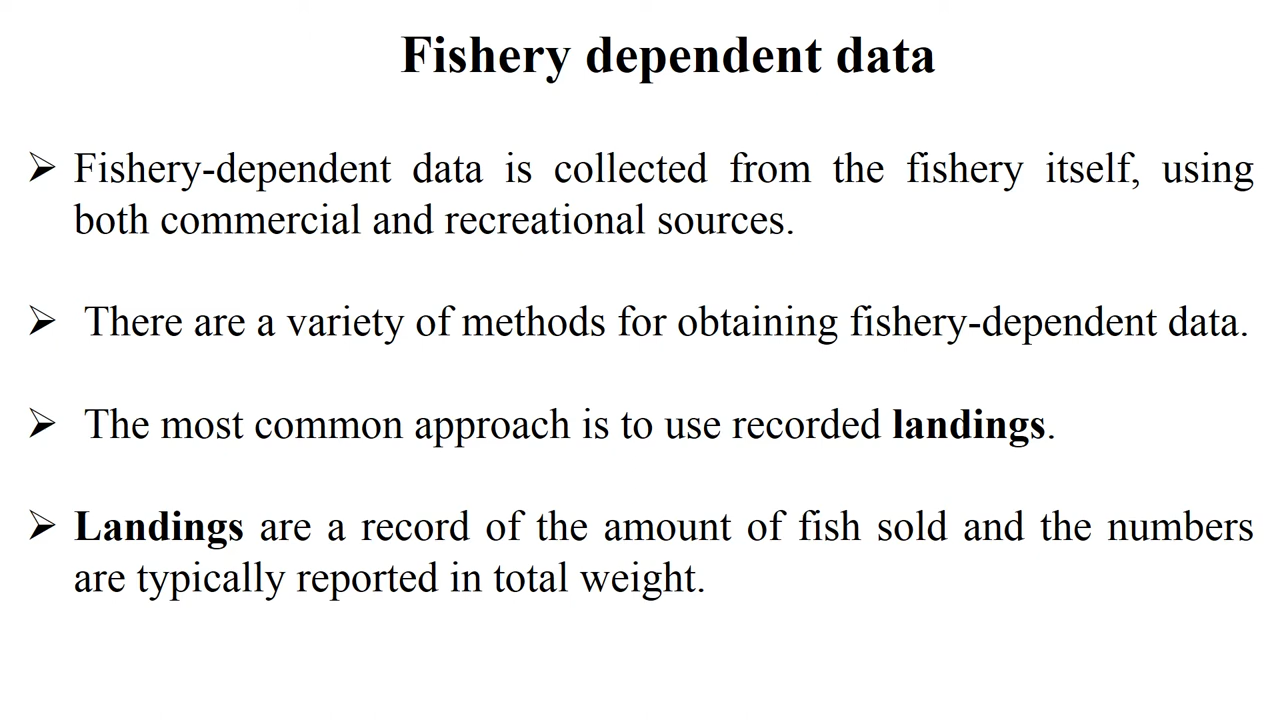 Fishery dependent data
➢ Fishery-dependent data is collected from the fishery itself, using
both commercial and recreational sources.
➢ There are a variety of methods for obtaining fishery-dependent data.
➢ The most common approach is to use recorded landings.
➢ Landings are a record of the amount of fish sold and the numbers
are typically reported in total weight.